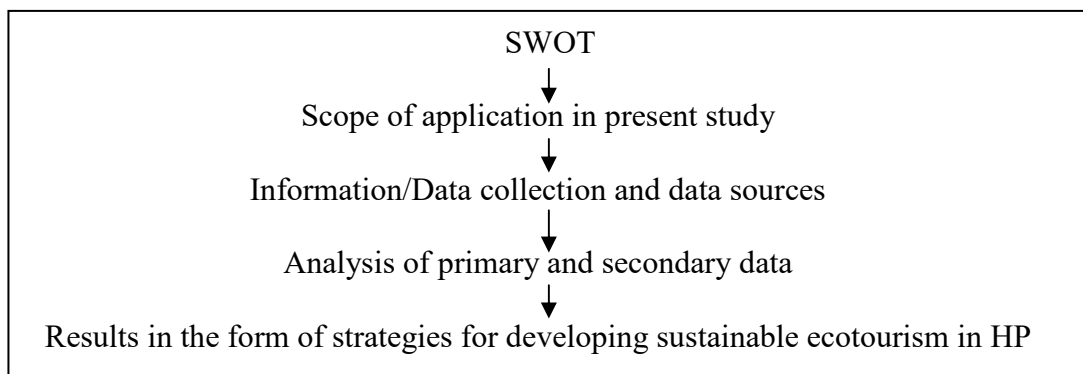 SWOT
Scope of application in present study
Information/Data collection and data sources
Analysis of primary and secondary data
Results in the form of strategies for developing sustainable ecotourism in HP